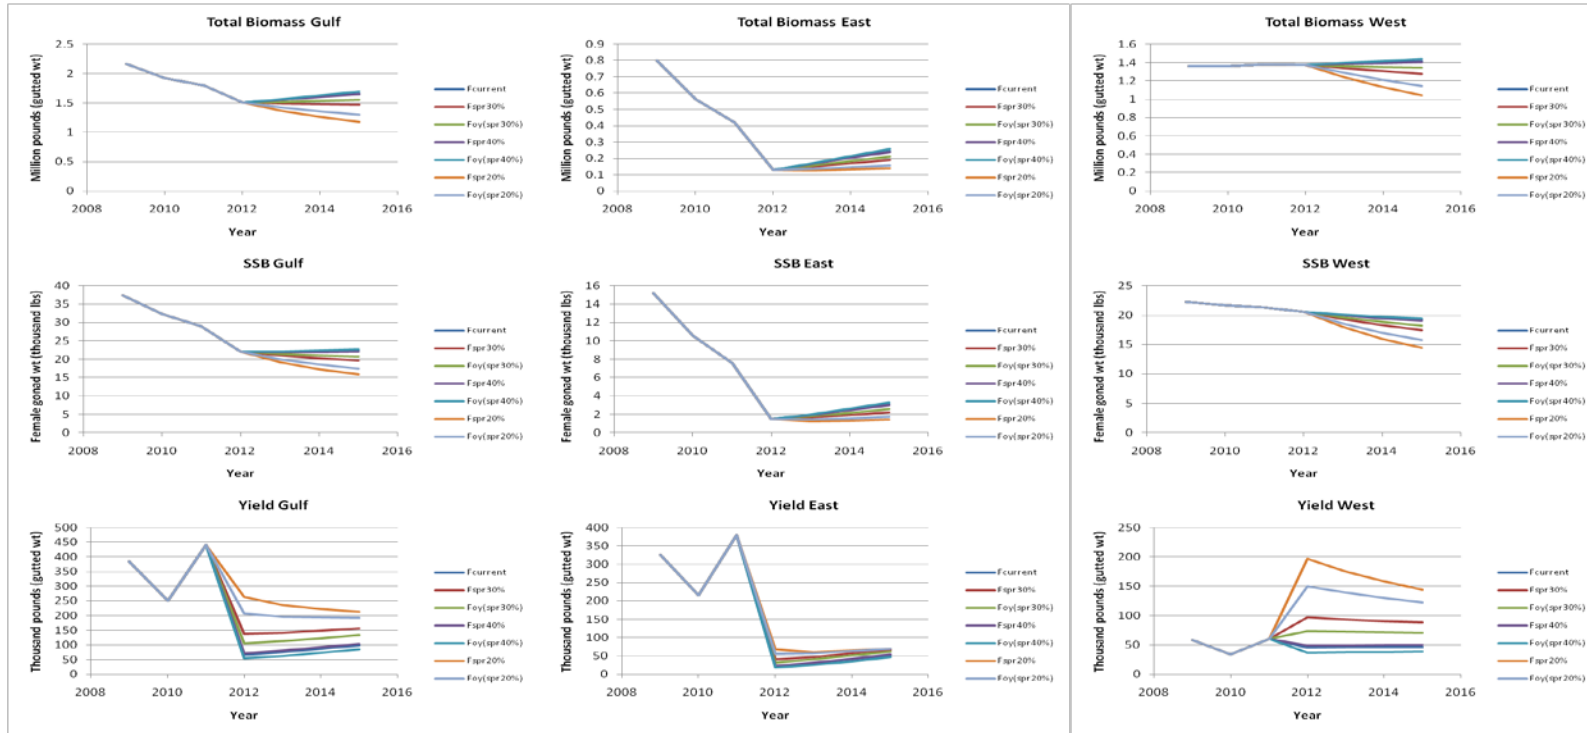 Total Biomass Gulf
Million pounds (gutted wt)
2.5
2
1.5
1
0.5
0
2008 2010 2012 2014 2016
Year
Fcurrent
Fspr30%
Foy(spr30%)
Fspr40%
Foy(spr40%)
Fspr20%
Foy(spr20%)
Total Biomass East
Million pounds (gutted wt)
0.9
0.8
0.7
0.6
0.5
0.4
0.3
0.2
0.1
0
2008 2010 2012 2014 2016
Year
Fcurrent
Fspr30%
Foy(spr30%)
Fspr40%
Foy(spr40%)
Fspr20%
Foy(spr20%)
Total Biomass West
Million pounds (gutted wt)
1.6
1.4
1.2
1
0.8
0.6
0.4
0.2
0
2008 2010 2012 2014 2016
Year
Fcurrent
Fspr30%
Foy(spr30%)
Fspr40%
Foy(spr40%)
Fspr20%
Foy(spr20%)
SSB Gulf
Female gonad wt (thousand lbs)
40
35
30
25
20
15
10
5
0
2008 2010 2012 2014 2016
Year
Fcurrent
Fspr30%
Foy(spr30%)
Fspr40%
Foy(spr40%)
Fspr20%
Foy(spr20%)
SSB East
Female gonad wt (thousand lbs)
16
14
12
10
8
6
4
2
0
2008 2010 2012 2014 2016
Year
Fcurrent
Fspr30%
Foy(spr30%)
Fspr40%
Foy(spr40%)
Fspr20%
Foy(spr20%)
SSB West
Female gonad wt (thousand lbs)
25
20
15
10
5
0
2008 2010 2012 2014 2016
Year
Fcurrent
Fspr30%
Foy(spr30%)
Fspr40%
Foy(spr40%)
Fspr20%
Foy(spr20%)
Yield Gulf
Thousand pounds (gutted wt)
500
450
400
350
300
250
200
150
100
50
0
2008 2010 2012 2014 2016
Year
Fcurrent
Fspr30%
Foy(spr30%)
Fspr40%
Foy(spr40%)
Fspr20%
Foy(spr20%)
Yield East
Thousand pounds (gutted wt)
400
350
300
250
200
150
100
50
0
2008 2010 2012 2014 2016
Year
Fcurrent
Fspr30%
Foy(spr30%)
Fspr40%
Foy(spr40%)
Fspr20%
Foy(spr20%)
Yield West
Thousand pounds (gutted wt)
250
200
150
100
50
0
2008 2010 2012 2014 2016
Year
Fcurrent
Fspr30%
Foy(spr30%)
Fspr40%
Foy(spr40%)
Fspr20%
Foy(spr20%)